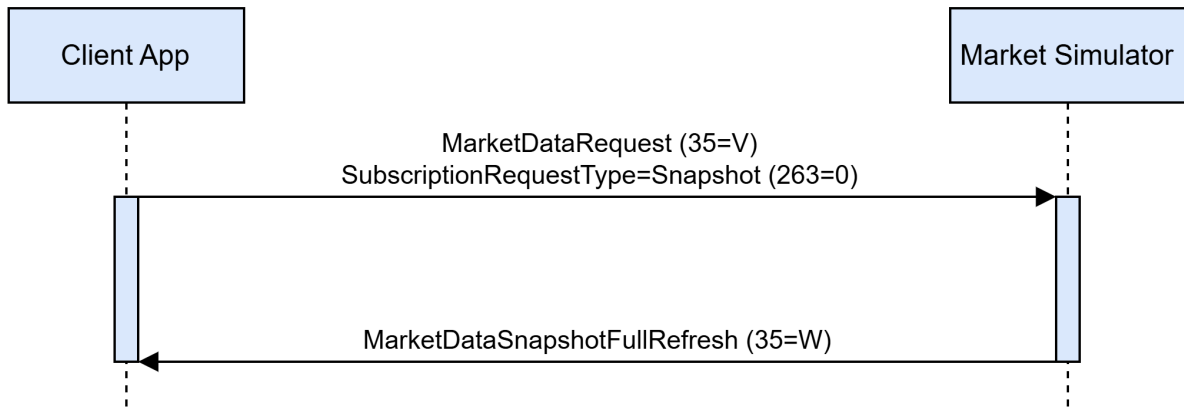 Client App
Market Simulator
MarketDataRequest (35=V)
SubscriptionRequestType=Snapshot (263=0)
MarketDataSnapshotFullRefresh (35=W)